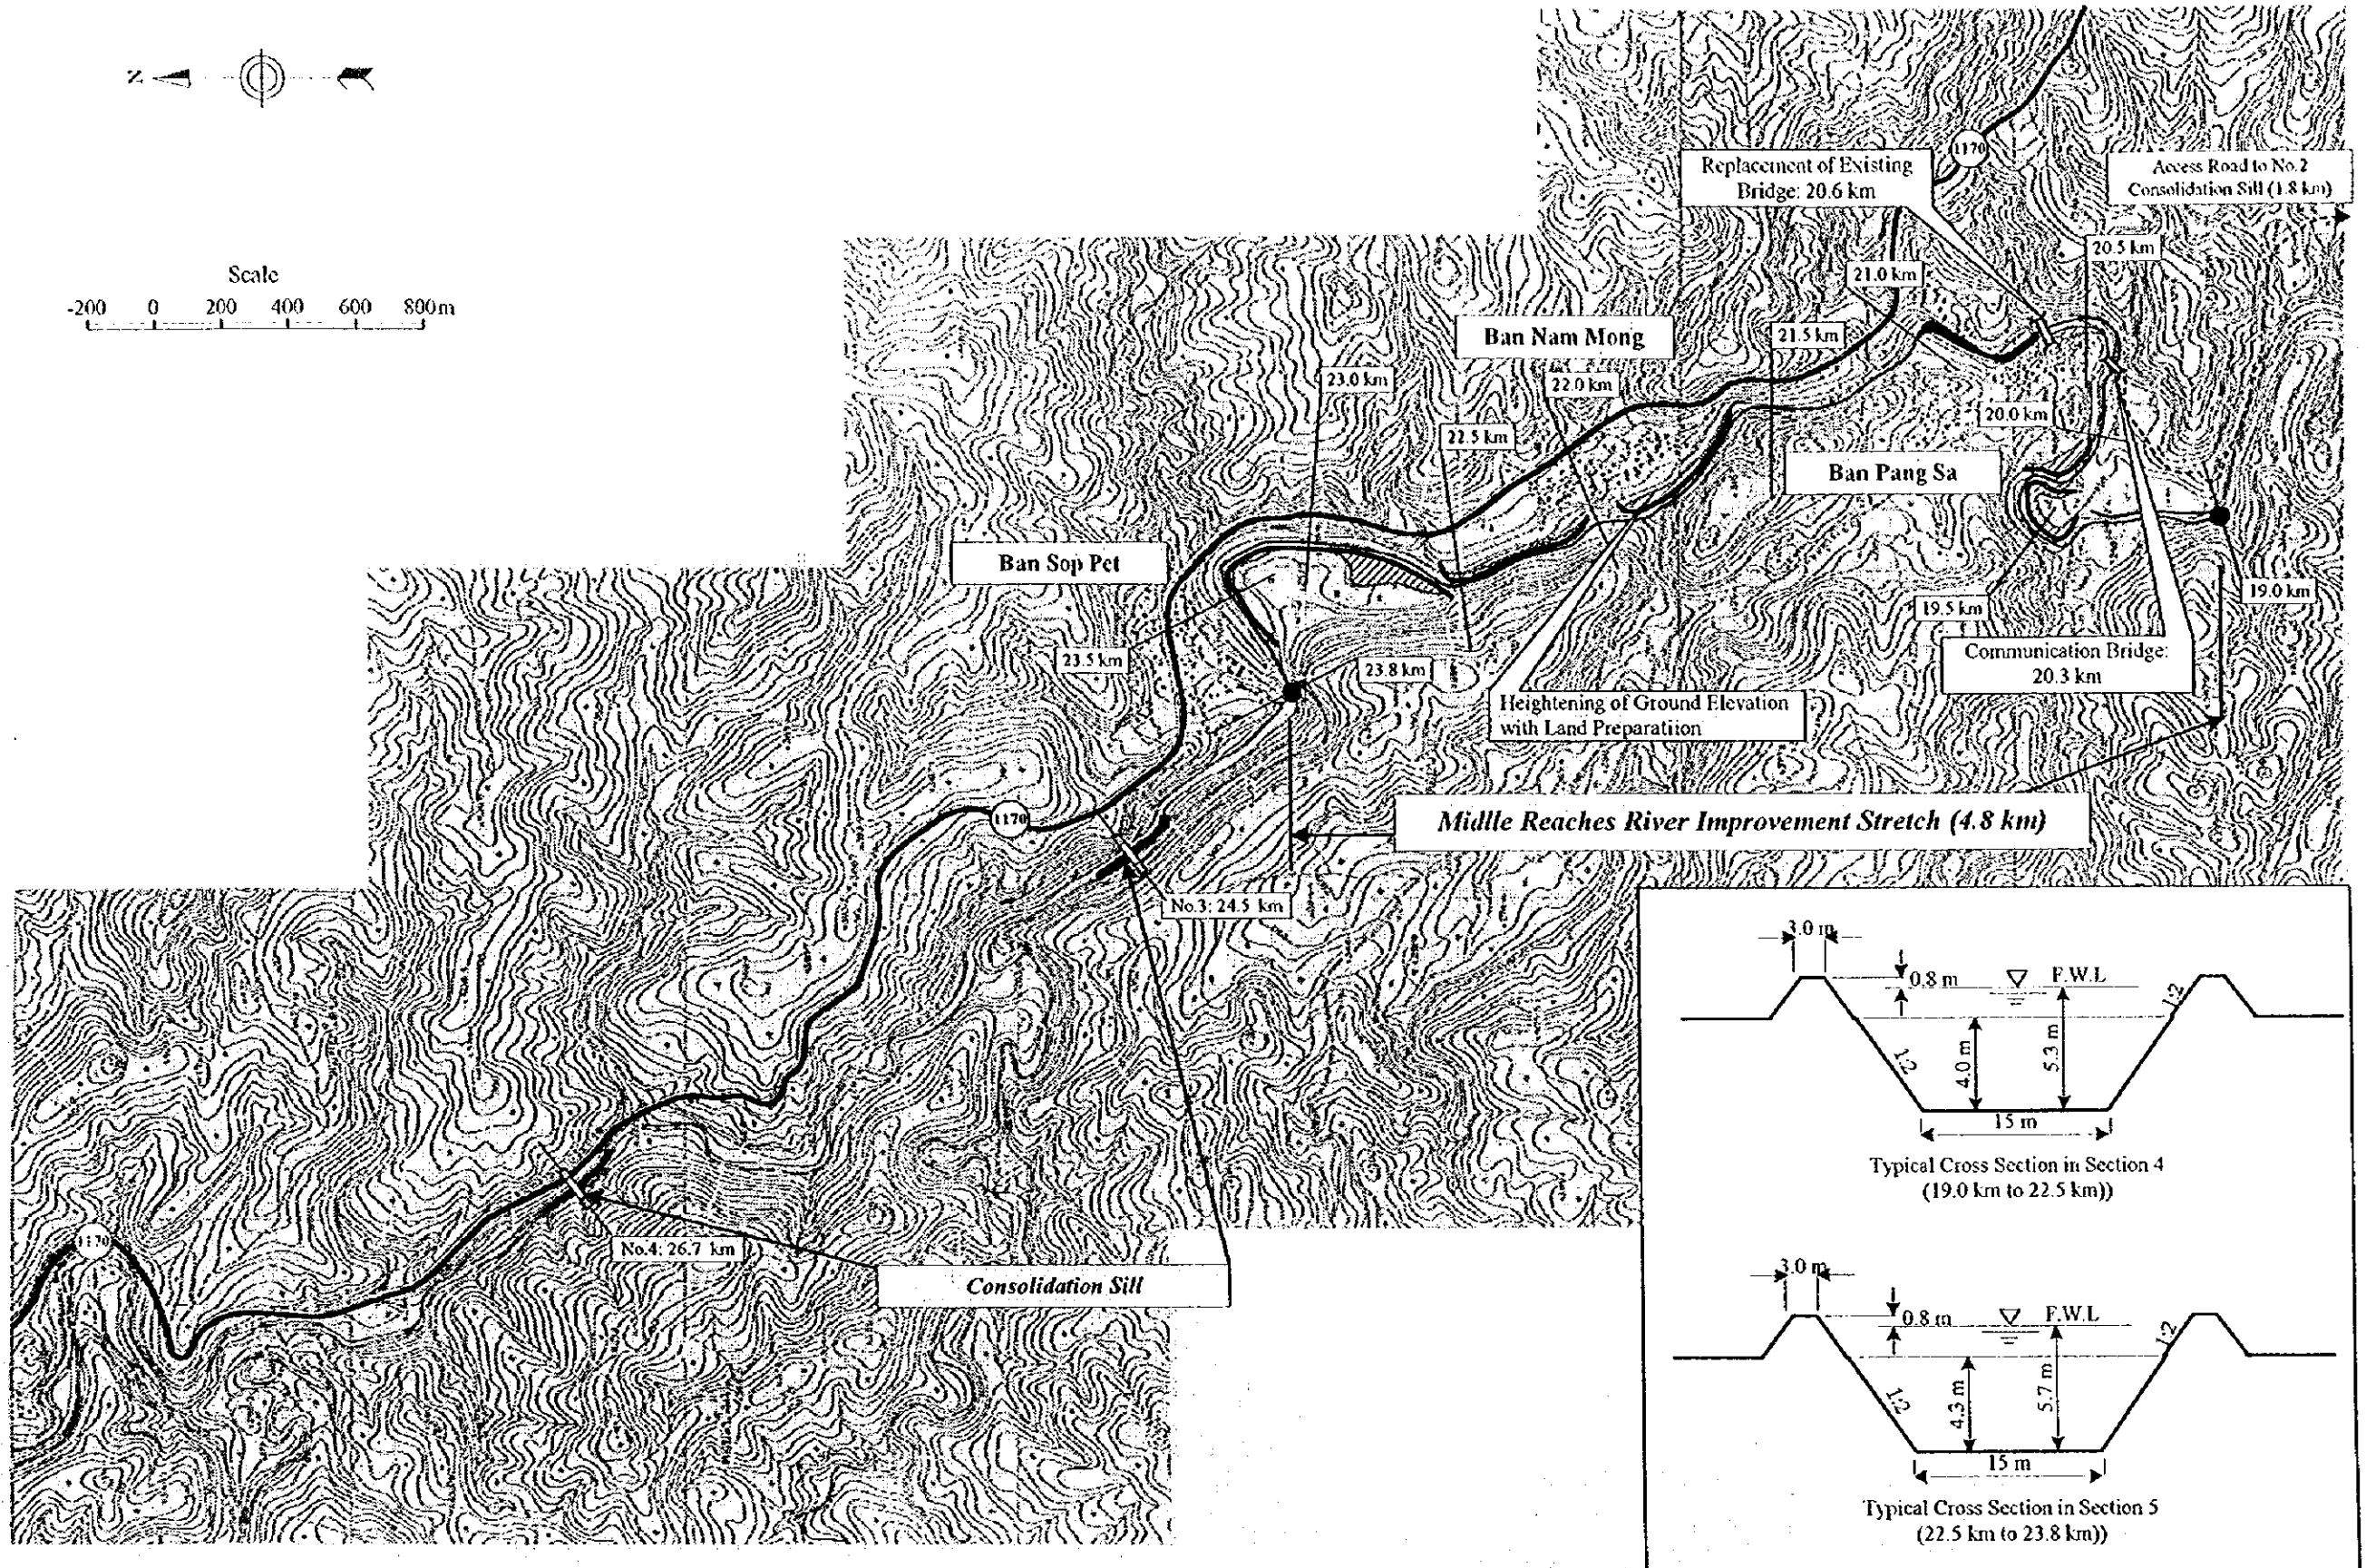 N
Scale
-200 0 200 400 600 800m
1170
Replacement of Existing
Bridge: 20.6 km
Access Road to No.2
Consolidation Sill (1.8 km)
20.5 km
21.0 km
Ban Nam Mong
21.5 km
23.0 km
22.0 km
20.0 km
22.5 km
Ban Pang Sa
Ban Sop Pet
19.0 km
19.5 km
23.5 km
23.8 km
Communication Bridge:
20.3 km
Heightening of Ground Elevation
with Land Preparatiion
1170
Midlle Reaches River Improvement Stretch (4.8 km)
No.3: 24.5 km
1170
No.4: 26.7 km
Consolidation Sill
3.0 m
0.8 m
F.W.L
1:2
1:2
4.0 m
5.3 m
15 m
Typical Cross Section in Section 4
(19.0 km to 22.5 km))
3.0 m
0.8 m
F.W.L
1:2
1:2
4.3 m
5.7 m
15 m
Typical Cross Section in Section 5
(22.5 km to 23.8 km))